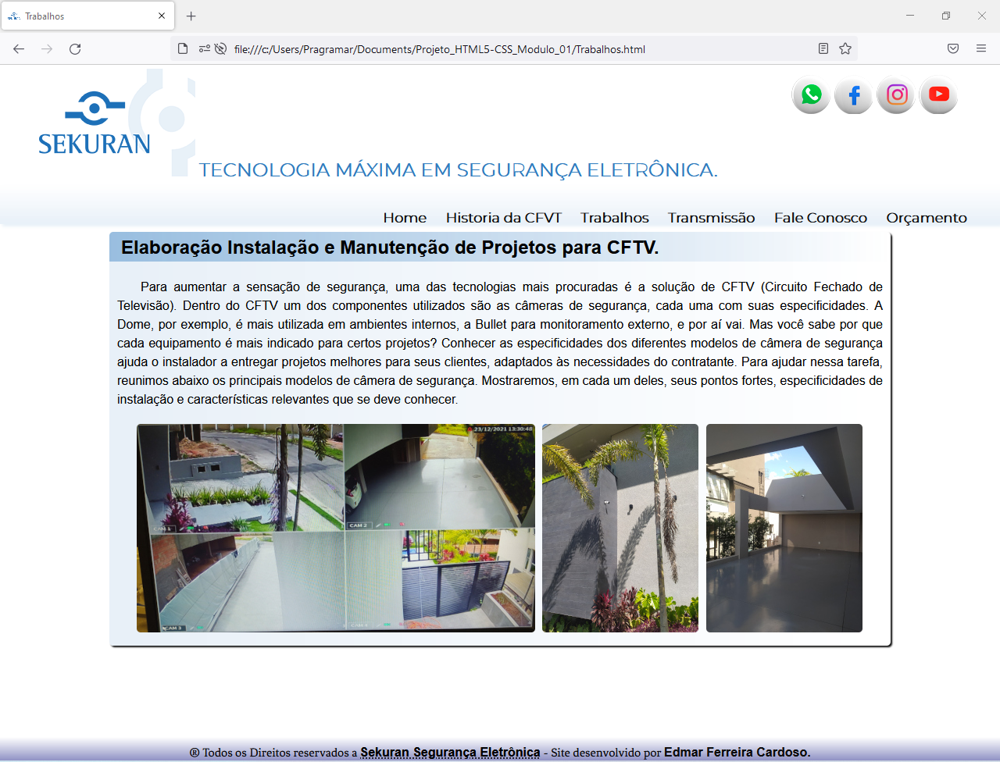 Trabalhos
file:///c:/Users/Pragramar/Documents/Projeto_HTML5-CSS_Modulo_01/Trabalhos.html
SEKURAN
TECNOLOGIA MÁXIMA EM SEGURANÇA ELETRÔNICA.
Home Historia da CFVT Trabalhos Transmissão Fale Conosco Orçamento
Elaboração Instalação e Manutenção de Projetos para CFTV.
Para aumentar a sensação de segurança, uma das tecnologias mais procuradas é a solução de CFTV (Circuito Fechado de
Televisão). Dentro do CFTV um dos componentes utilizados são as câmeras de segurança, cada uma com suas especificidades. A
Dome, por exemplo, é mais utilizada em ambientes internos, a Bullet para monitoramento externo, e por aí vai. Mas você sabe por que
cada equipamento é mais indicado para certos projetos? Conhecer as especificidades dos diferentes modelos de câmera de segurança
ajuda o instalador a entregar projetos melhores para seus clientes, adaptados às necessidades do contratante. Para ajudar nessa tarefa,
reunimos abaixo os principais modelos de câmera de segurança. Mostraremos, em cada um deles, seus pontos fortes, especificidades de
instalação e características relevantes que se deve conhecer.
23/12/2021 13:30:48
CAM 1
CAM 2
CAM 3
® Todos os Direitos reservados a Sekuran Segurança Eletrônica - Site desenvolvido por Edmar Ferreira Cardoso.